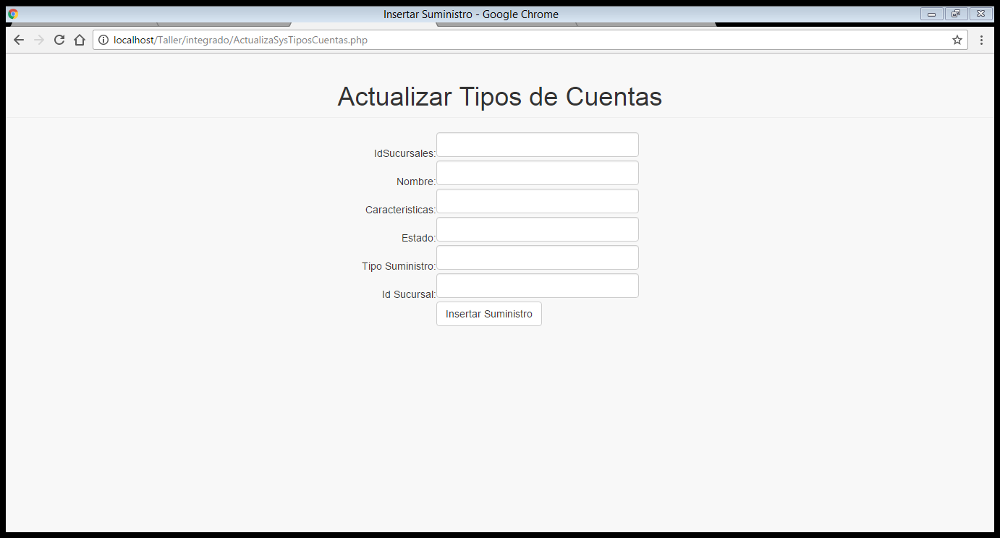 Insertar Suministro - Google Chrome
localhost/Taller/integrado/ActualizaSysTiposCuentas.php
Actualizar Tipos de Cuentas
IdSucursales:
Nombre:
Caracteristicas:
Estado:
Tipo Suministro:
Id Sucursal:
Insertar Suministro